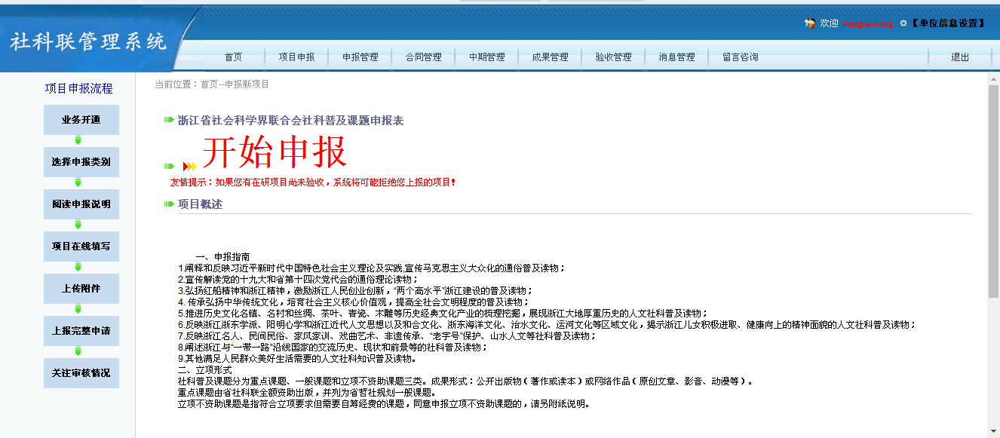 社科联管理系统
欢迎 wanghaihong 【单位信息设置】
首页 项目申报 申报管理 合同管理 中期管理 成果管理 验收管理 消息管理 留言咨询 退出
项目申报流程
业务开通
选择申报类别
阅读申报说明
项目在线填写
上传附件
上报完整申请
关注审核情况
当前位置：首页--申报新项目
浙江省社会科学界联合会社科普及课题申报表
开始申报
友情提示：如果您有在研项目尚未验收，系统将可能拒绝您上报的项目！
项目概述
一、申报指南
1.阐释和反映习近平新时代中国特色社会主义理论及实践,宣传马克思主义大众化的通俗普及读物；
2.宣传解读党的十九大和省第十四次党代会的通俗理论读物；
3.弘扬红船精神和浙江精神，激励浙江人民创业创新，“两个高水平”浙江建设的普及读物；
4. 传承弘扬中华传统文化，培育社会主义核心价值观，提高全社会文明程度的普及读物；
5.推进历史文化名镇、名村和丝绸、茶叶、青瓷、木雕等历史经典文化产业的梳理挖掘，展现浙江大地厚重历史的人文社科普及读物；
6.反映浙江浙东学派、阳明心学和浙江近代人文思想以及和合文化、浙东海洋文化、治水文化、运河文化等区域文化，揭示浙江儿女积极进取、健康向上的精神面貌的人文社科普及读物；
7.反映浙江名人、民间民俗、家风家训、戏曲艺术、非遗传承、“老字号”保护、山水人文等社科普及读物；
8.阐述浙江与“一带一路”沿线国家的交流历史、现状和前景等的社科普及读物；
9.其他满足人民群众美好生活需要的人文社科知识普及读物。
二、立项形式
社科普及课题分为重点课题、一般课题和立项不资助课题三类。成果形式：公开出版物（著作或读本）或网络作品（原创文章、影音、动漫等）。
重点课题由省社科联全额资助出版，并列为省哲社规划一般课题。
立项不资助课题是指符合立项要求但需要自筹经费的课题，同意申报立项不资助课题的，请另附纸说明。